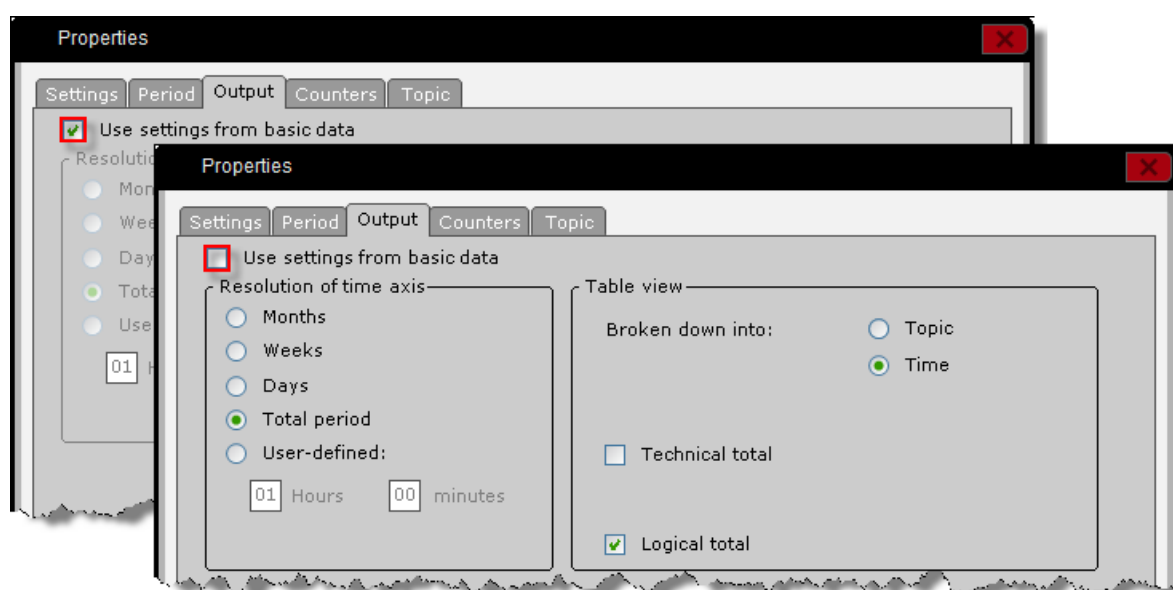 Properties
Settings Period Output Counters Topic
Use settings from basic data
Properties
Settings Period Output Counters Topic
Use settings from basic data
Resolution of time axis
Months
Weeks
Days
Total period
User-defined:
01 Hours 00 minutes
Table view
Broken down into:
Topic
Time
Technical total
Logical total
01